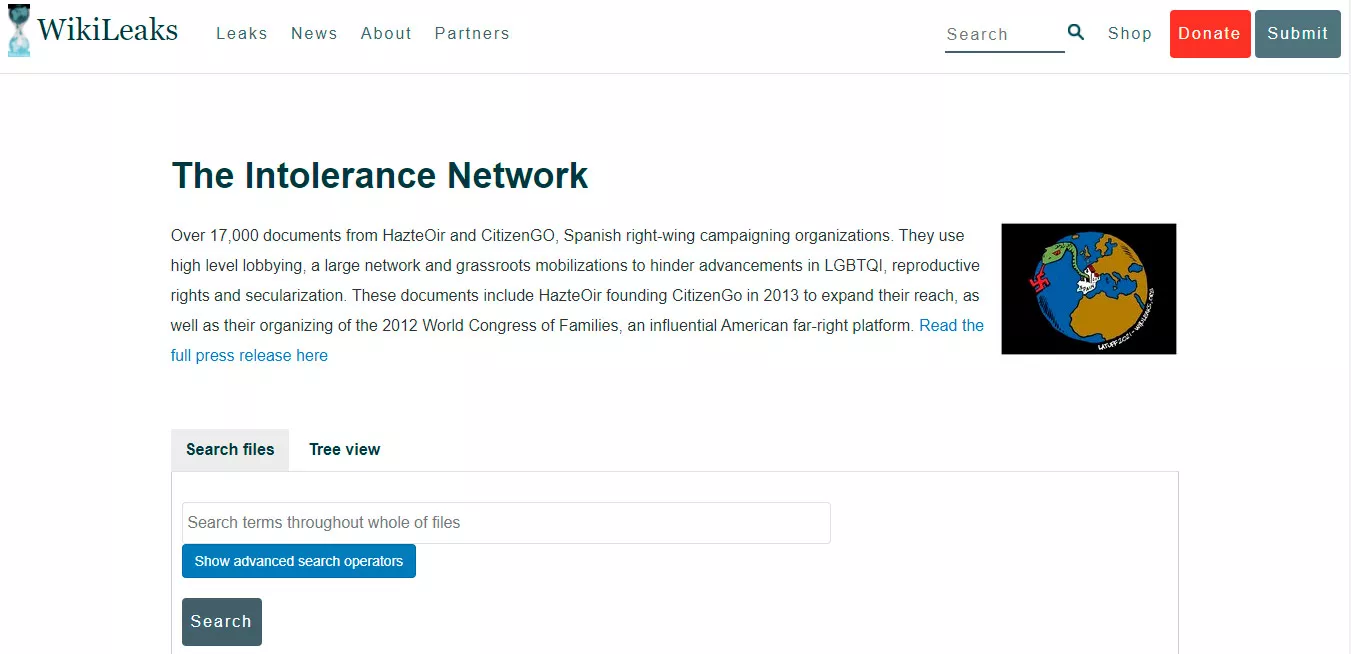 WikiLeaks
Leaks News About Partners
Search
Shop
Donate
Submit
The Intolerance Network
Over 17,000 documents from HazteOir and CitizenGO, Spanish right-wing campaigning organizations. They use
high level lobbying, a large network and grassroots mobilizations to hinder advancements in LGBTQI, reproductive
rights and secularization. These documents include HazteOir founding CitizenGo in 2013 to expand their reach, as
well as their organizing of the 2012 World Congress of Families, an influential American far-right platform. Read the
full press release here
SPAIN
LATUFF 2021 - WIKILEAKS.ORG
Search files
Tree view
Search terms throughout whole of files
Show advanced search operators
Search